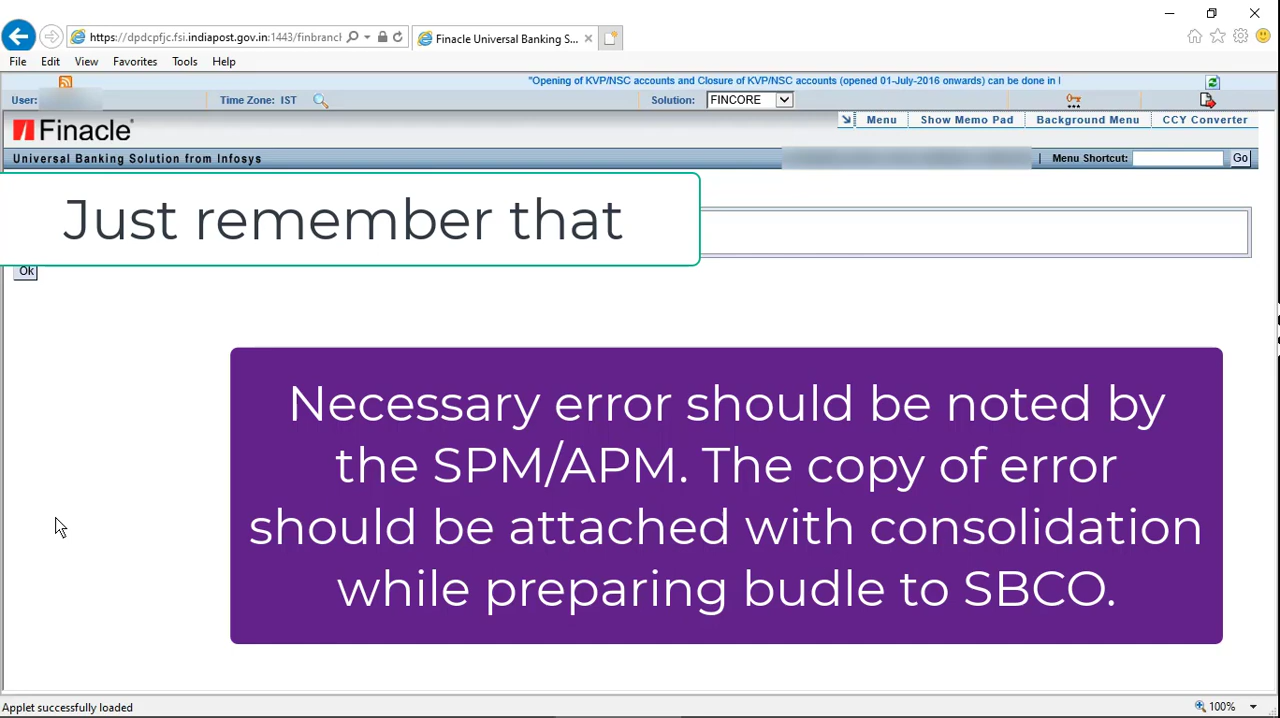 https://dpdcpfjc.fsi.indiapost.gov.in:1443/finbranch
Finacle Universal Banking S...
File Edit View Favorites Tools Help
"Opening of KVP/NSC accounts and Closure of KVP/NSC accounts (opened 01-July-2016 onwards) can be done in
User: Time Zone: IST Solution: FINCORE
Finacle
Menu Show Memo Pad Background Menu CCY Converter
Universal Banking Solution from Infosys | Menu Shortcut: Go
Just remember that
Ok
Necessary error should be noted by
the SPM/APM. The copy of error
should be attached with consolidation
while preparing budle to SBCO.
Applet successfully loaded 100%